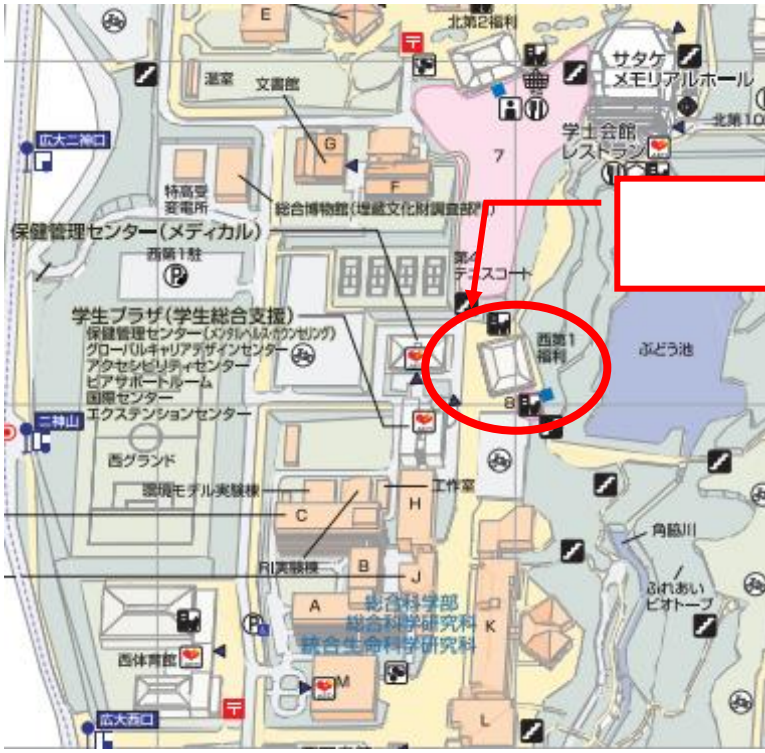 E
北第2福利
サタケ
メモリアルホール
温室
文書館
北第10
学士会館
レストラン
広大二神口
G
7
F
特高受
変電所
総合博物館(埋蔵文化財調査部門)
保健管理センター(メディカル)
西第1駐
P
第4
テニスコート
学生プラザ(学生総合支援)
保健管理センター(メンタルヘルス・カウンセリング)
グローバルキャリアデザインセンター
アクセシビリティセンター
ピアサポートルーム
国際センター
エクステンションセンター
西第1
福利
ぶどう池
8
二神山
西グランド
環境モデル実験棟
工作室
H
C
角脇川
RI実験棟
B
J
ふれあい
ビオトープ
A
総合科学部
総合科学研究科
統合生命科学研究科
K
P
西体育館
M
広大西口
L